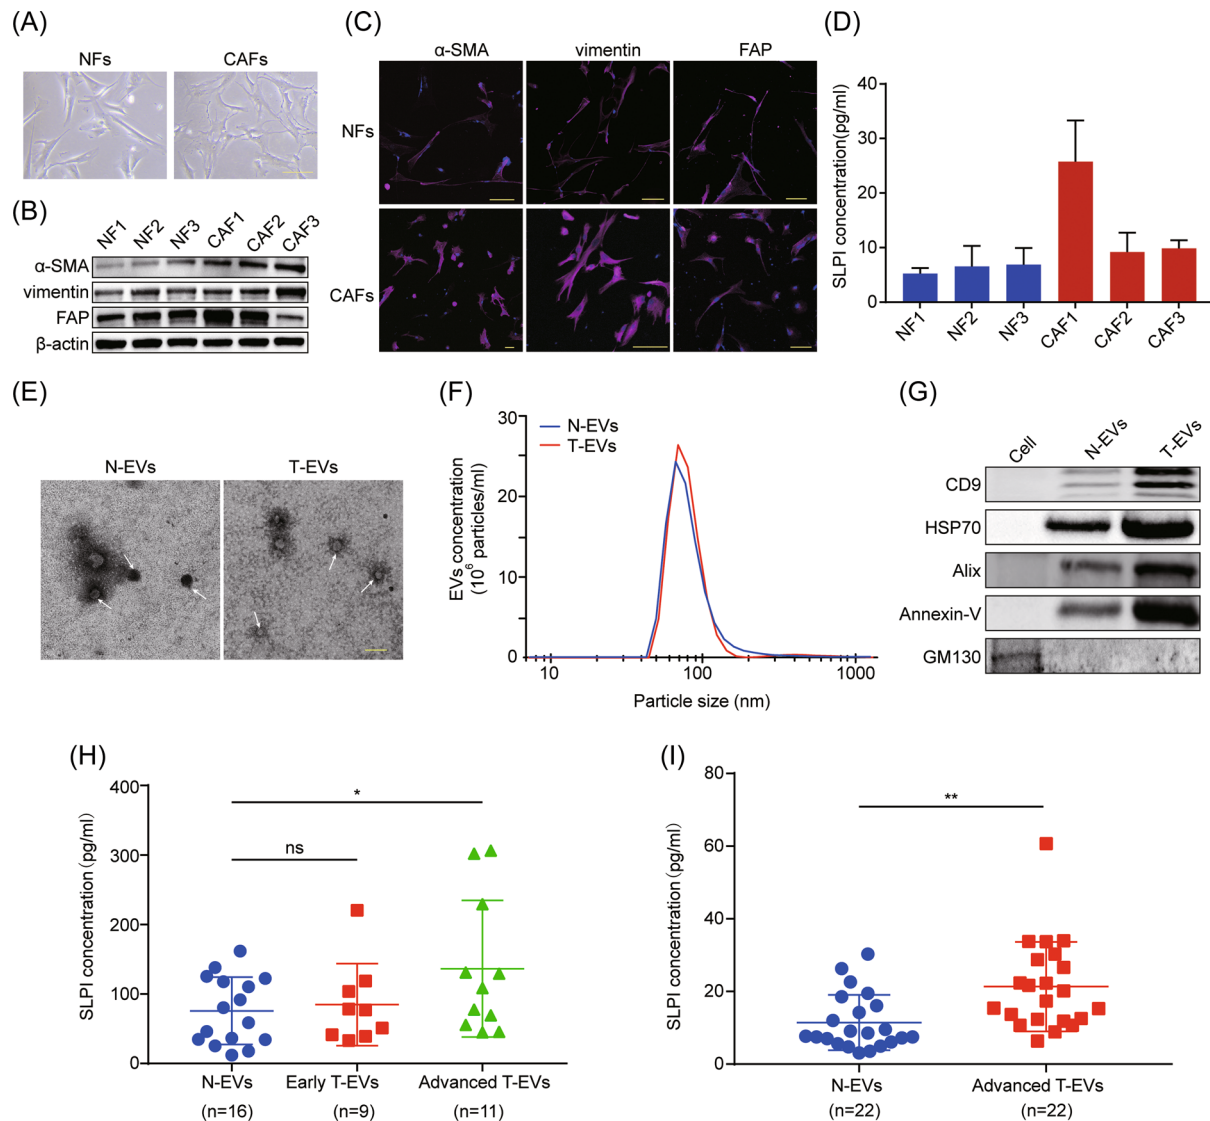 (A)
NFs CAFs
(B)
NF1 NF2 NF3 CAF1 CAF2 CAF3
α-SMA
vimentin
FAP
β-actin
(C)
α-SMA vimentin FAP
NFs
CAFs
(D)
SLPI concentration(pg/ml)
40
30
20
10
0
NF1 NF2 NF3 CAF1 CAF2 CAF3
(E)
N-EVs T-EVs
(F)
EVs concentration
(10⁶ particles/ml)
30
20
10
0
N-EVs
T-EVs
10 100 1000
Particle size (nm)
(G)
Cell N-EVs T-EVs
CD9
HSP70
Alix
Annexin-V
GM130
(H)
SLPI concentration (pg/ml)
400
300
200
100
0
*
ns
N-EVs Early T-EVs Advanced T-EVs
(n=16) (n=9) (n=11)
(I)
SLPI concentration (pg/ml)
80
60
40
20
0
**
N-EVs Advanced T-EVs
(n=22) (n=22)